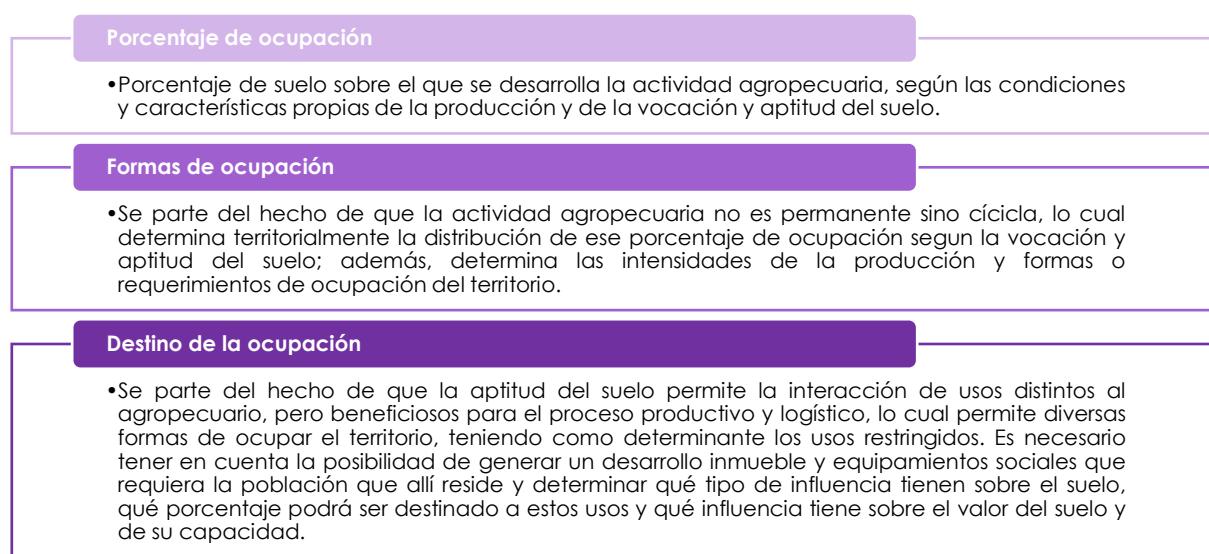 Porcentaje de ocupación
•Porcentaje de suelo sobre el que se desarrolla la actividad agropecuaria, según las condiciones
y características propias de la producción y de la vocación y aptitud del suelo.
Formas de ocupación
•Se parte del hecho de que la actividad agropecuaria no es permanente sino cícicla, lo cual
determina territorialmente la distribución de ese porcentaje de ocupación segun la vocación y
aptitud del suelo; además, determina las intensidades de la producción y formas o
requerimientos de ocupación del territorio.
Destino de la ocupación
•Se parte del hecho de que la aptitud del suelo permite la interacción de usos distintos al
agropecuario, pero beneficiosos para el proceso productivo y logístico, lo cual permite diversas
formas de ocupar el territorio, teniendo como determinante los usos restringidos. Es necesario
tener en cuenta la posibilidad de generar un desarrollo inmueble y equipamientos sociales que
requiera la población que allí reside y determinar qué tipo de influencia tienen sobre el suelo,
qué porcentaje podrá ser destinado a estos usos y qué influencia tiene sobre el valor del suelo y
de su capacidad.